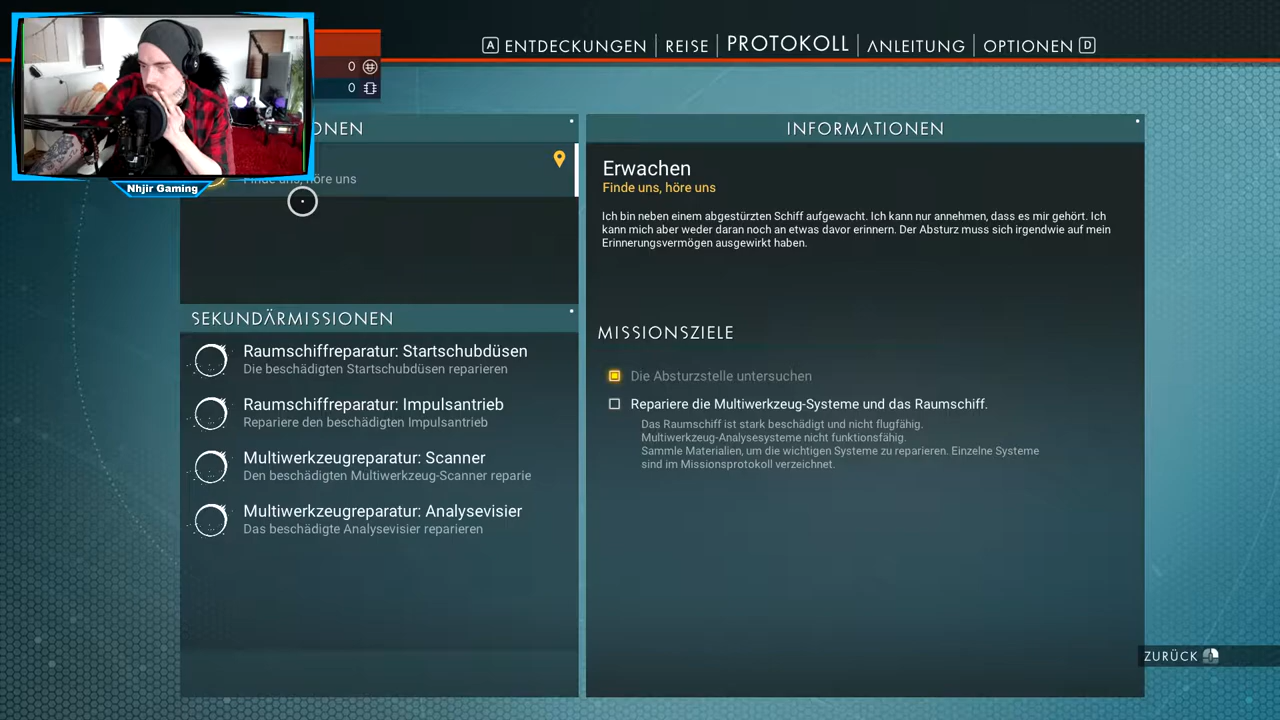 A ENTDECKUNGEN REISE PROTOKOLL ANLEITUNG OPTIONEN D
0
0
Nhjir Gaming
Finde uns, höre uns
SEKUNDÄRMISSIONEN
Raumschiffreparatur: Startschubdüsen
Die beschädigten Startschubdüsen reparieren
Raumschiffreparatur: Impulsantrieb
Repariere den beschädigten Impulsantrieb
Multiwerkzeugreparatur: Scanner
Den beschädigten Multiwerkzeug-Scanner reparie
Multiwerkzeugreparatur: Analysevisier
Das beschädigte Analysevisier reparieren
INFORMATIONEN
Erwachen
Finde uns, höre uns
Ich bin neben einem abgestürzten Schiff aufgewacht. Ich kann nur annehmen, dass es mir gehört. Ich
kann mich aber weder daran noch an etwas davor erinnern. Der Absturz muss sich irgendwie auf mein
Erinnerungsvermögen ausgewirkt haben.
MISSIONSZIELE
Die Absturzstelle untersuchen
Repariere die Multiwerkzeug-Systeme und das Raumschiff.
Das Raumschiff ist stark beschädigt und nicht flugfähig.
Multiwerkzeug-Analysesysteme nicht funktionsfähig.
Sammle Materialien, um die wichtigen Systeme zu reparieren. Einzelne Systeme
sind im Missionsprotokoll verzeichnet.
ZURÜCK